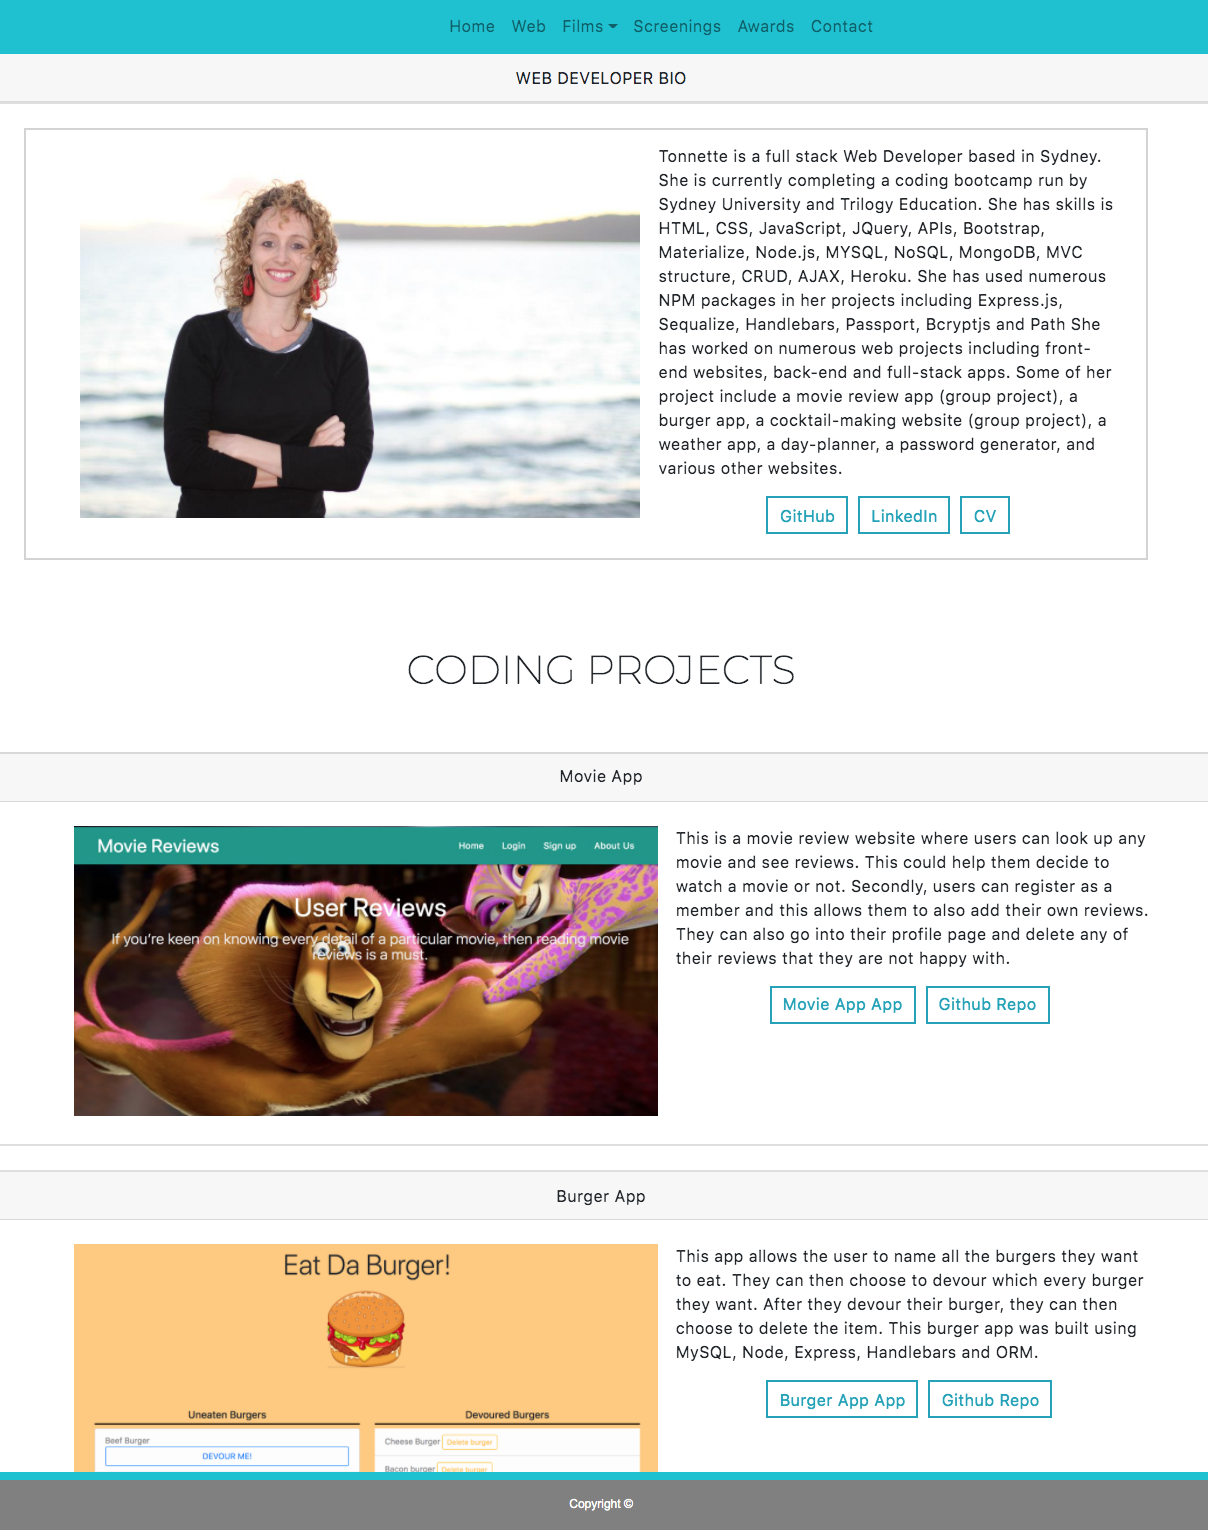 Home Web Films Screenings Awards Contact
WEB DEVELOPER BIO
Tonnette is a full stack Web Developer based in Sydney.
She is currently completing a coding bootcamp run by
Sydney University and Trilogy Education. She has skills is
HTML, CSS, JavaScript, JQuery, APIs, Bootstrap,
Materialize, Node.js, MYSQL, NoSQL, MongoDB, MVC
structure, CRUD, AJAX, Heroku. She has used numerous
NPM packages in her projects including Express.js,
Sequalize, Handlebars, Passport, Bcryptjs and Path She
has worked on numerous web projects including front-
end websites, back-end and full-stack apps. Some of her
project include a movie review app (group project), a
burger app, a cocktail-making website (group project), a
weather app, a day-planner, a password generator, and
various other websites.
GitHub LinkedIn CV
CODING PROJECTS
Movie App
Movie Reviews Home Login Sign up About Us
User Reviews
If you're keen on knowing every detail of a particular movie, then reading movie
reviews is a must.
This is a movie review website where users can look up any
movie and see reviews. This could help them decide to
watch a movie or not. Secondly, users can register as a
member and this allows them to also add their own reviews.
They can also go into their profile page and delete any of
their reviews that they are not happy with.
Movie App App Github Repo
Burger App
Eat Da Burger!
Uneaten Burgers Devoured Burgers
Beef Burger
DEVOUR ME!
Cheese Burger Delete burger
Bacon burger Delete burger
This app allows the user to name all the burgers they want
to eat. They can then choose to devour which every burger
they want. After they devour their burger, they can then
choose to delete the item. This burger app was built using
MySQL, Node, Express, Handlebars and ORM.
Burger App App Github Repo
Copyright ©